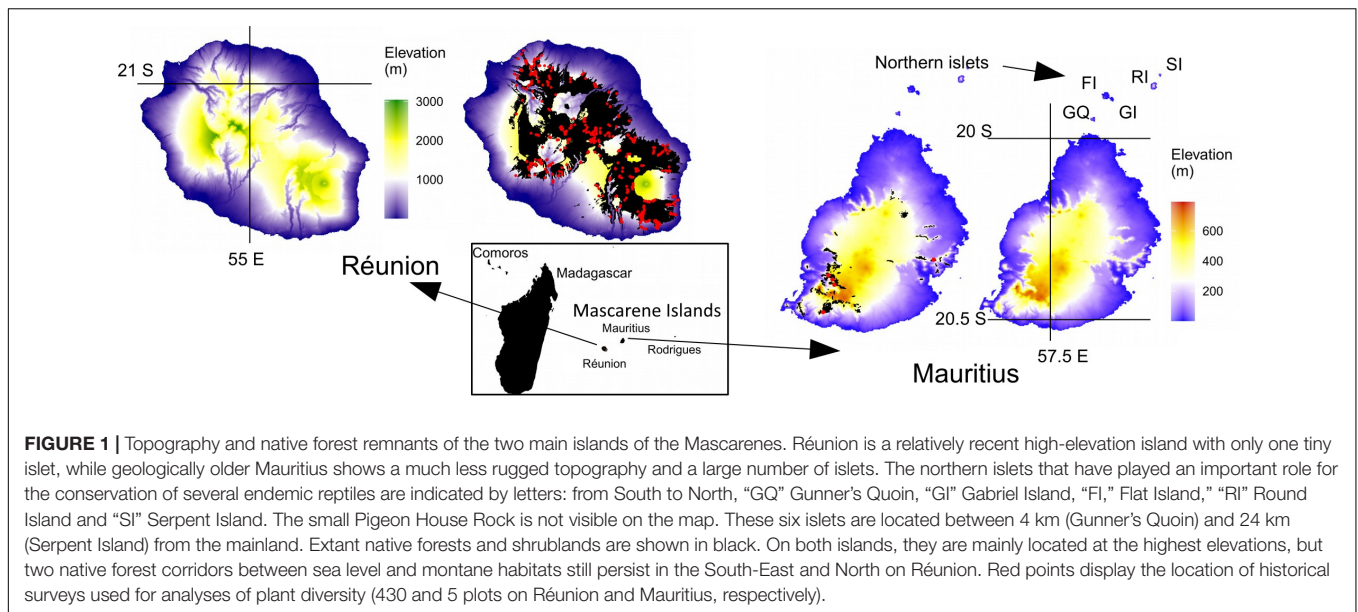 Elevation
(m)
21 S
3000
2000
1000
55 E
Réunion
Comoros
Madagascar
Mascarene Islands
Mauritius
Rodrigues
Réunion
Northern islets
SI
RI
FI
GQ
GI
20 S
Elevation
(m)
600
400
200
20.5 S
57.5 E
Mauritius
FIGURE 1 | Topography and native forest remnants of the two main islands of the Mascarenes. Réunion is a relatively recent high-elevation island with only one tiny
islet, while geologically older Mauritius shows a much less rugged topography and a large number of islets. The northern islets that have played an important role for
the conservation of several endemic reptiles are indicated by letters: from South to North, “GQ” Gunner’s Quoin, “GI” Gabriel Island, “FI,” Flat Island,” “RI” Round
Island and “SI” Serpent Island. The small Pigeon House Rock is not visible on the map. These six islets are located between 4 km (Gunner’s Quoin) and 24 km
(Serpent Island) from the mainland. Extant native forests and shrublands are shown in black. On both islands, they are mainly located at the highest elevations, but
two native forest corridors between sea level and montane habitats still persist in the South-East and North on Réunion. Red points display the location of historical
surveys used for analyses of plant diversity (430 and 5 plots on Réunion and Mauritius, respectively).